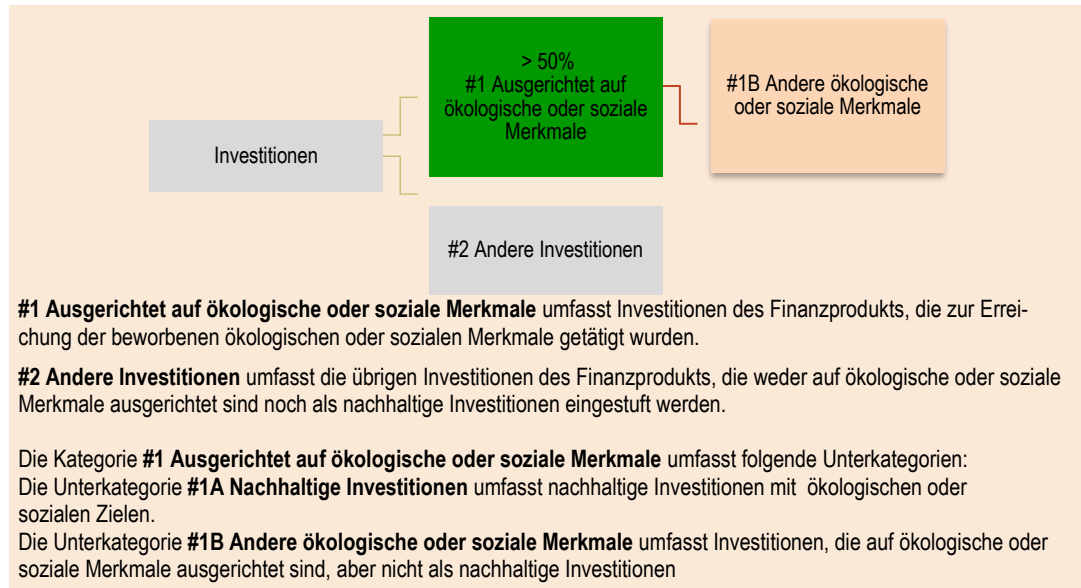 > 50%
#1 Ausgerichtet auf
ökologische oder soziale
Merkmale
#1B Andere ökologische
oder soziale Merkmale
Investitionen
#2 Andere Investitionen
#1 Ausgerichtet auf ökologische oder soziale Merkmale umfasst Investitionen des Finanzprodukts, die zur Errei-
chung der beworbenen ökologischen oder sozialen Merkmale getätigt wurden.
#2 Andere Investitionen umfasst die übrigen Investitionen des Finanzprodukts, die weder auf ökologische oder soziale
Merkmale ausgerichtet sind noch als nachhaltige Investitionen eingestuft werden.
Die Kategorie #1 Ausgerichtet auf ökologische oder soziale Merkmale umfasst folgende Unterkategorien:
Die Unterkategorie #1A Nachhaltige Investitionen umfasst nachhaltige Investitionen mit ökologischen oder
sozialen Zielen.
Die Unterkategorie #1B Andere ökologische oder soziale Merkmale umfasst Investitionen, die auf ökologische oder
soziale Merkmale ausgerichtet sind, aber nicht als nachhaltige Investitionen